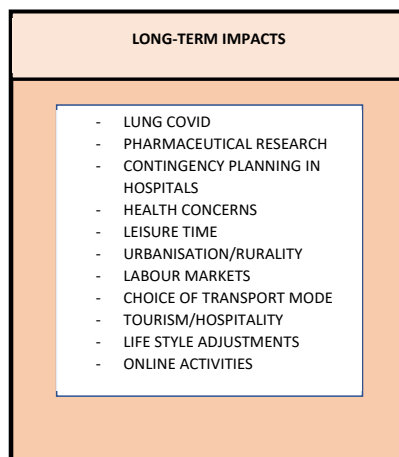 LONG-TERM IMPACTS
- LUNG COVID
- PHARMACEUTICAL RESEARCH
- CONTINGENCY PLANNING IN
HOSPITALS
- HEALTH CONCERNS
- LEISURE TIME
- URBANISATION/RURALITY
- LABOUR MARKETS
- CHOICE OF TRANSPORT MODE
- TOURISM/HOSPITALITY
- LIFE STYLE ADJUSTMENTS
- ONLINE ACTIVITIES